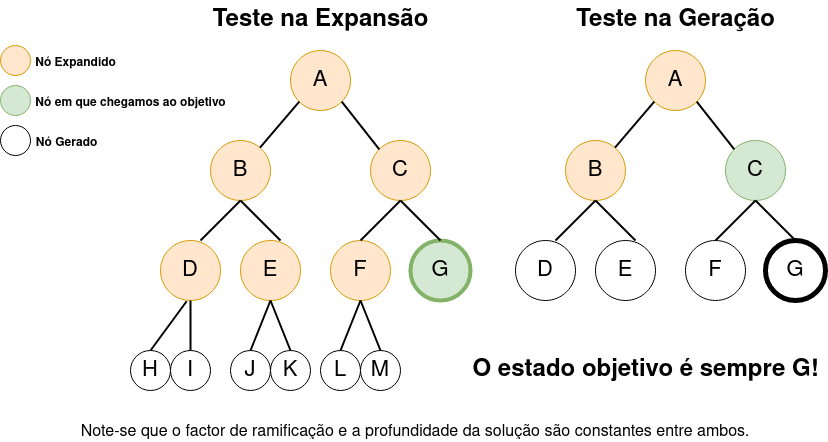 Teste na Expansão
Teste na Geração
Nó Expandido
Nó em que chegamos ao objetivo
Nó Gerado
A
B C
D E F G
H I J K L M
A
B C
D E F G
O estado objetivo é sempre G!
Note-se que o factor de ramificação e a profundidade da solução são constantes entre ambos.